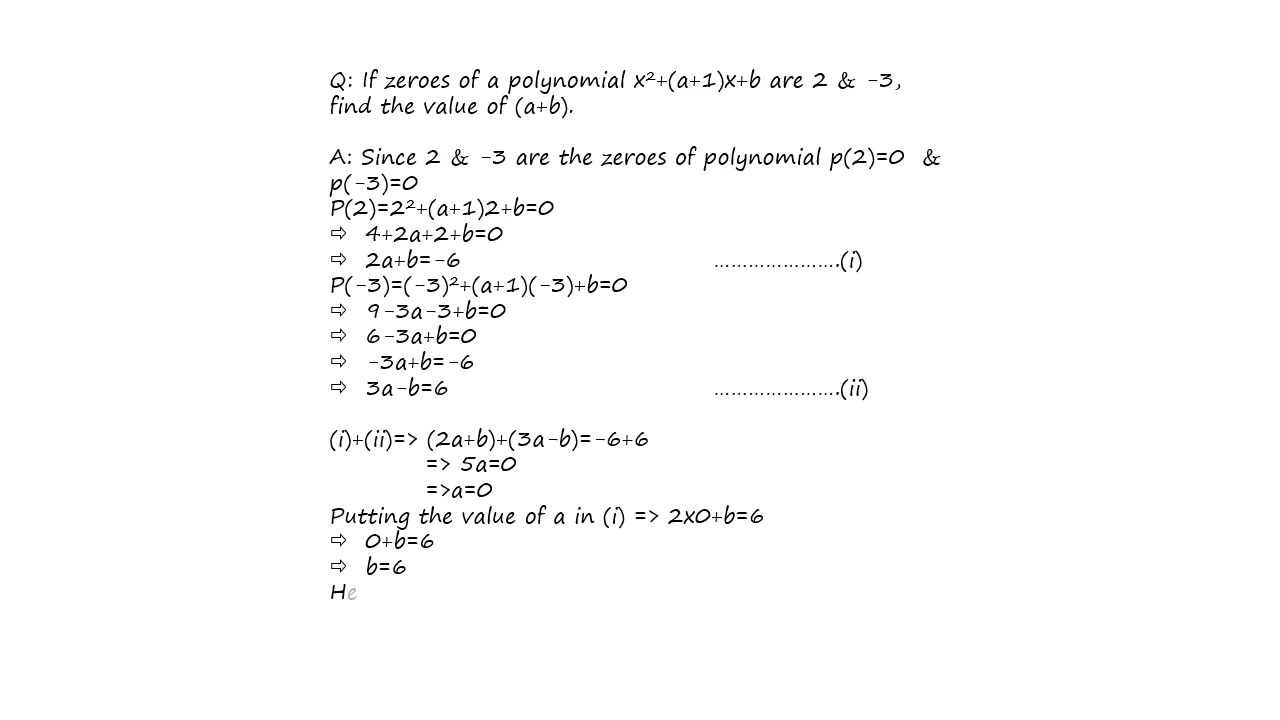 Q: If zeroes of a polynomial x²+(a+1)x+b are 2 & -3,
find the value of (a+b).
A: Since 2 & -3 are the zeroes of polynomial p(2)=0 &
p(-3)=0
P(2)=2²+(a+1)2+b=0
⇨ 4+2a+2+b=0
⇨ 2a+b=-6 ………………….(i)
P(-3)=(-3)²+(a+1)(-3)+b=0
⇨ 9-3a-3+b=0
⇨ 6-3a+b=0
⇨ -3a+b=-6
⇨ 3a-b=6 ………………….(ii)
(i)+(ii)=> (2a+b)+(3a-b)=-6+6
=> 5a=0
=>a=0
Putting the value of a in (i) => 2x0+b=6
⇨ 0+b=6
⇨ b=6
He